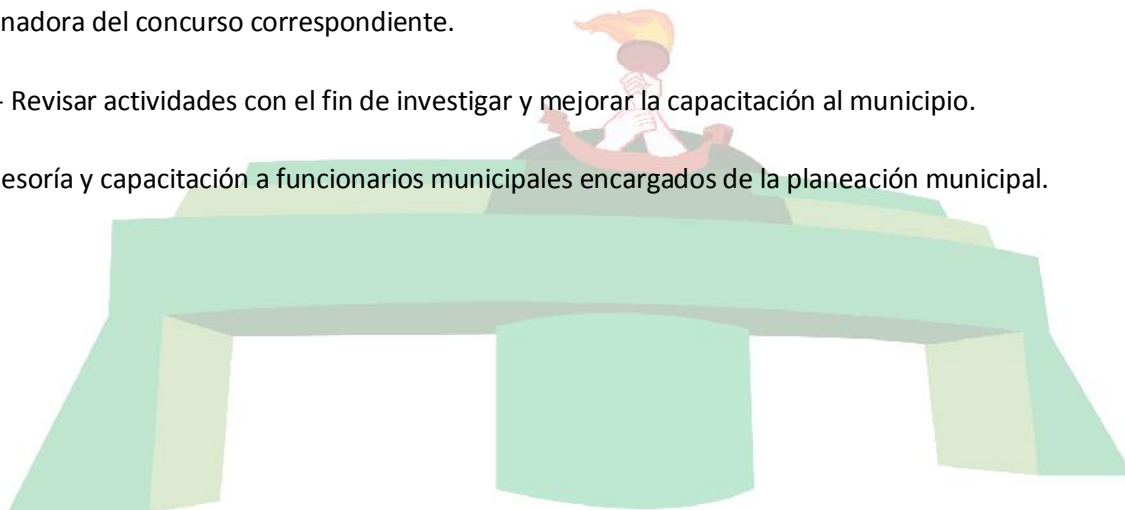 nadora del concurso correspondiente.
- Revisar actividades con el fin de investigar y mejorar la capacitación al municipio.
esoría y capacitación a funcionarios municipales encargados de la planeación municipal.